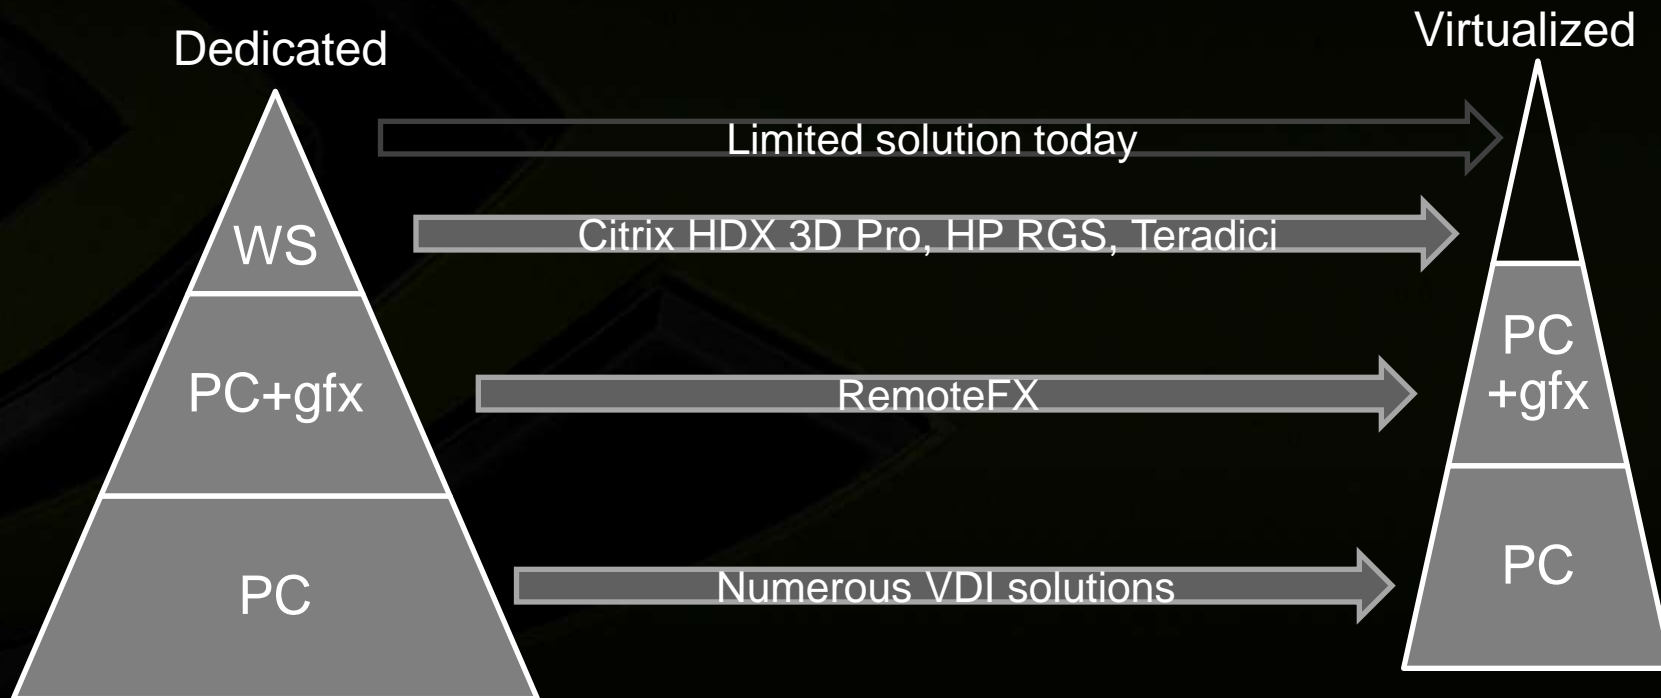 Dedicated
Virtualized
Limited solution today
WS
Citrix HDX 3D Pro, HP RGS, Teradici
PC+gfx
RemoteFX
PC
+gfx
PC
Numerous VDI solutions
PC